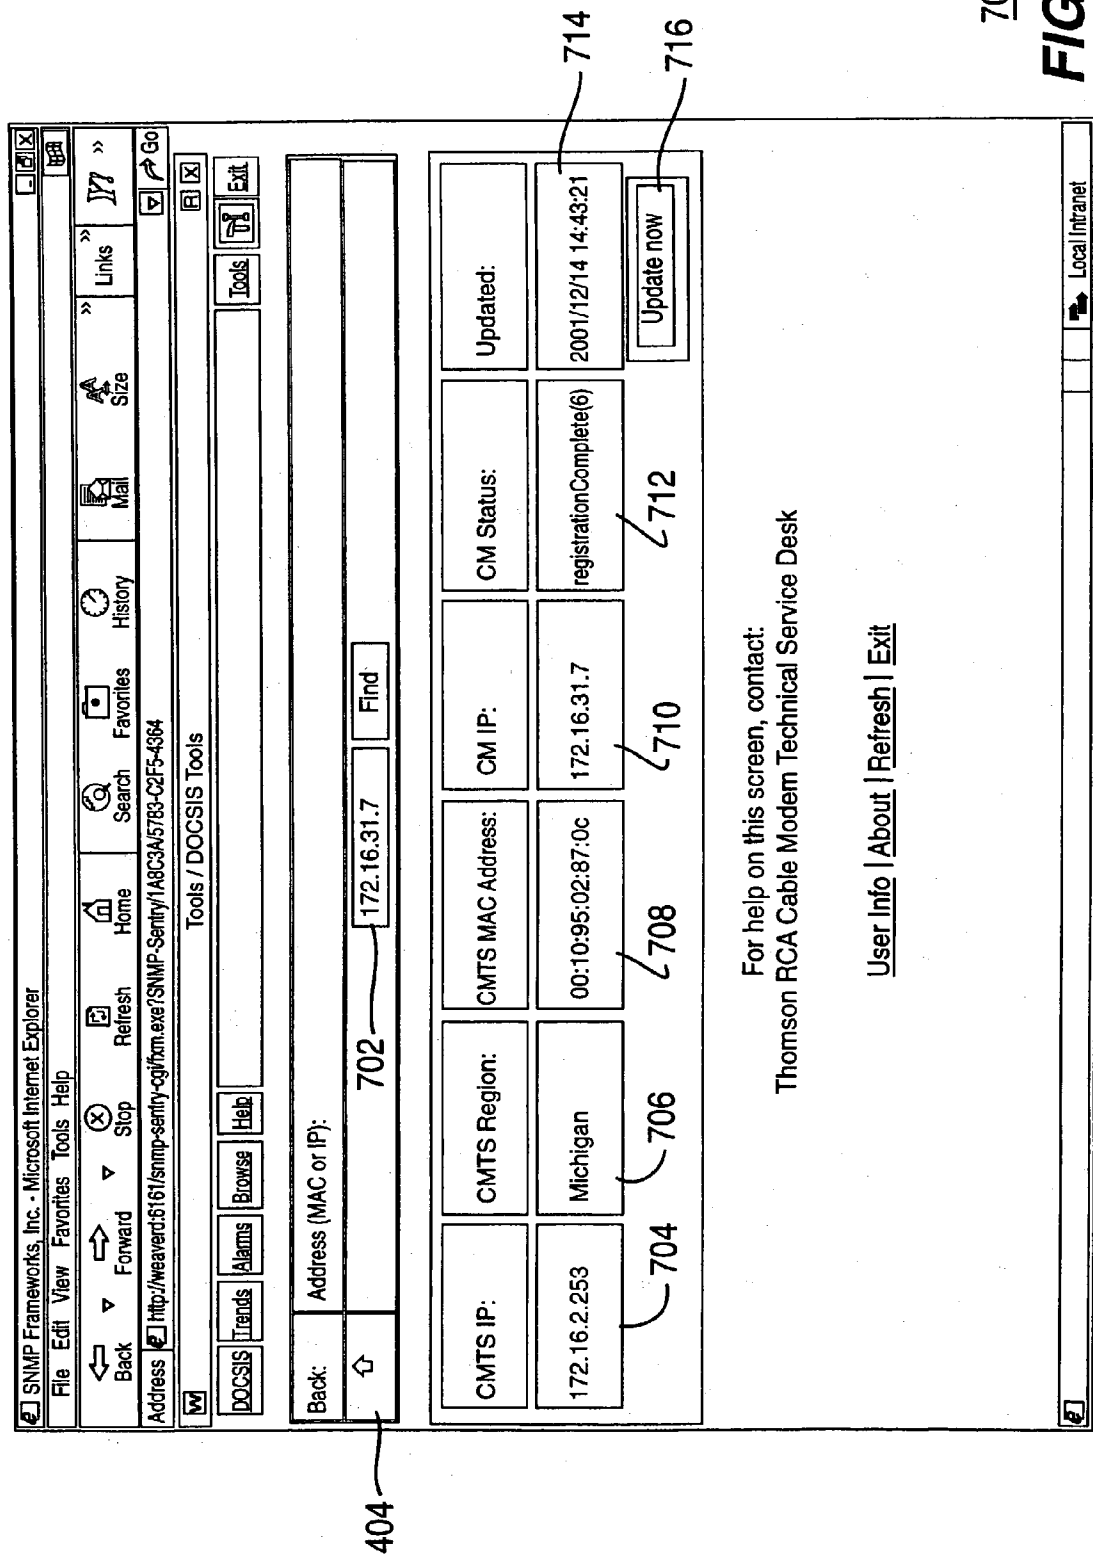 SNMP Frameworks, Inc. - Microsoft Internet Explorer
File Edit View Favorites Tools Help
Back Forward Stop Refresh Home Search Favorites History Mail Size Links » Y! »
Address http://weaverd:6161/snmp-sentry-cgi/fxm.exe?SNMP-Sentry/1A8C3A/5783-C2F5-4364 Go
W Tools / DOCSIS Tools R X
DOCSIS Trends Alarms Browse Help Tools Exit
Back: Address (MAC or IP):
404 702 172.16.31.7 Find
CMTS IP: CMTS Region: CMTS MAC Address: CM IP: CM Status: Updated:
172.16.2.253 Michigan 00:10:95:02:87:0c 172.16.31.7 registrationComplete(6) 2001/12/14 14:43:21 714
704 706 708 710 712 Update now 716
For help on this screen, contact:
Thomson RCA Cable Modem Technical Service Desk
User Info | About | Refresh | Exit
Local Intranet
70
FIG